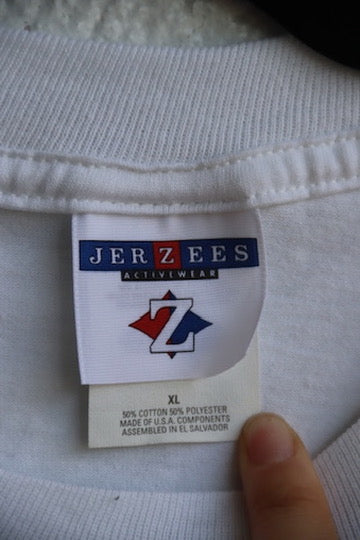 JERZEES
ACTIVEWEAR
Z
XL
50% COTTON 50% POLYESTER
MADE OF U.S.A. COMPONENTS
ASSEMBLED IN EL SALVADOR